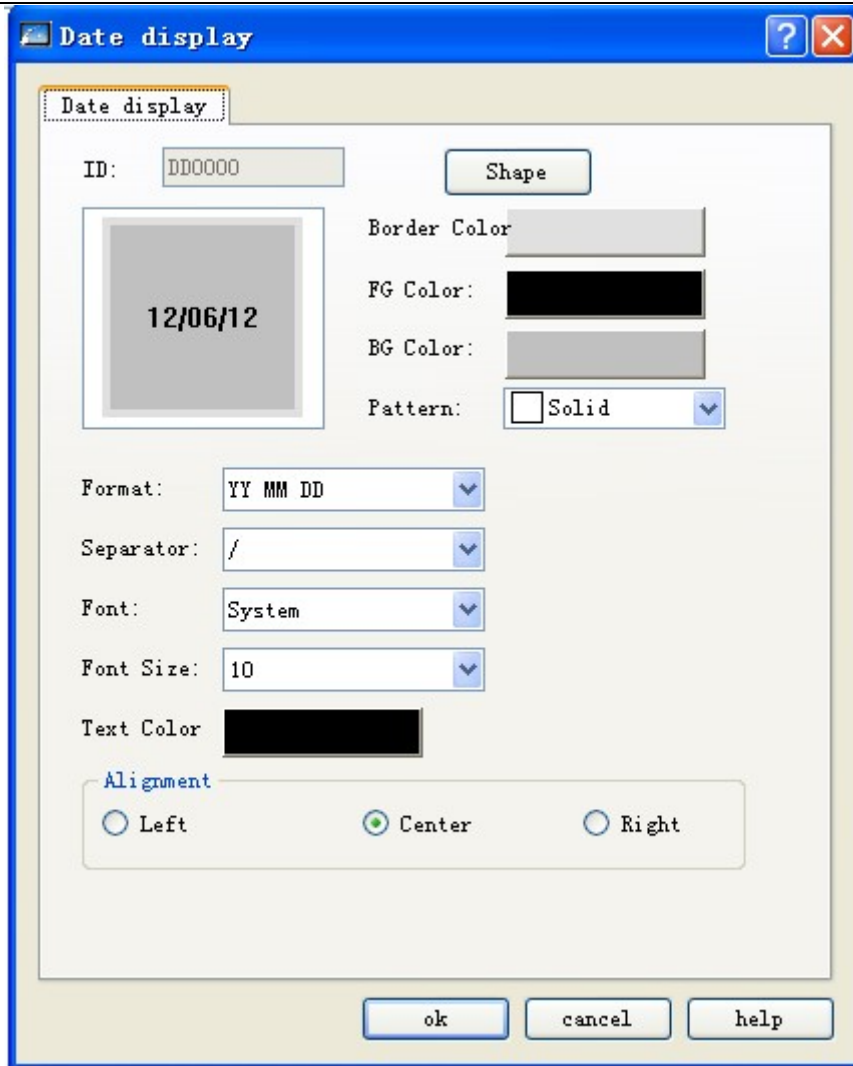 Date display
Date display
ID: DD0000 Shape
Border Color
12/06/12
FG Color:
BG Color:
Pattern: Solid
Format: YY MM DD
Separator: /
Font: System
Font Size: 10
Text Color
Alignment
Left Center Right
ok cancel help